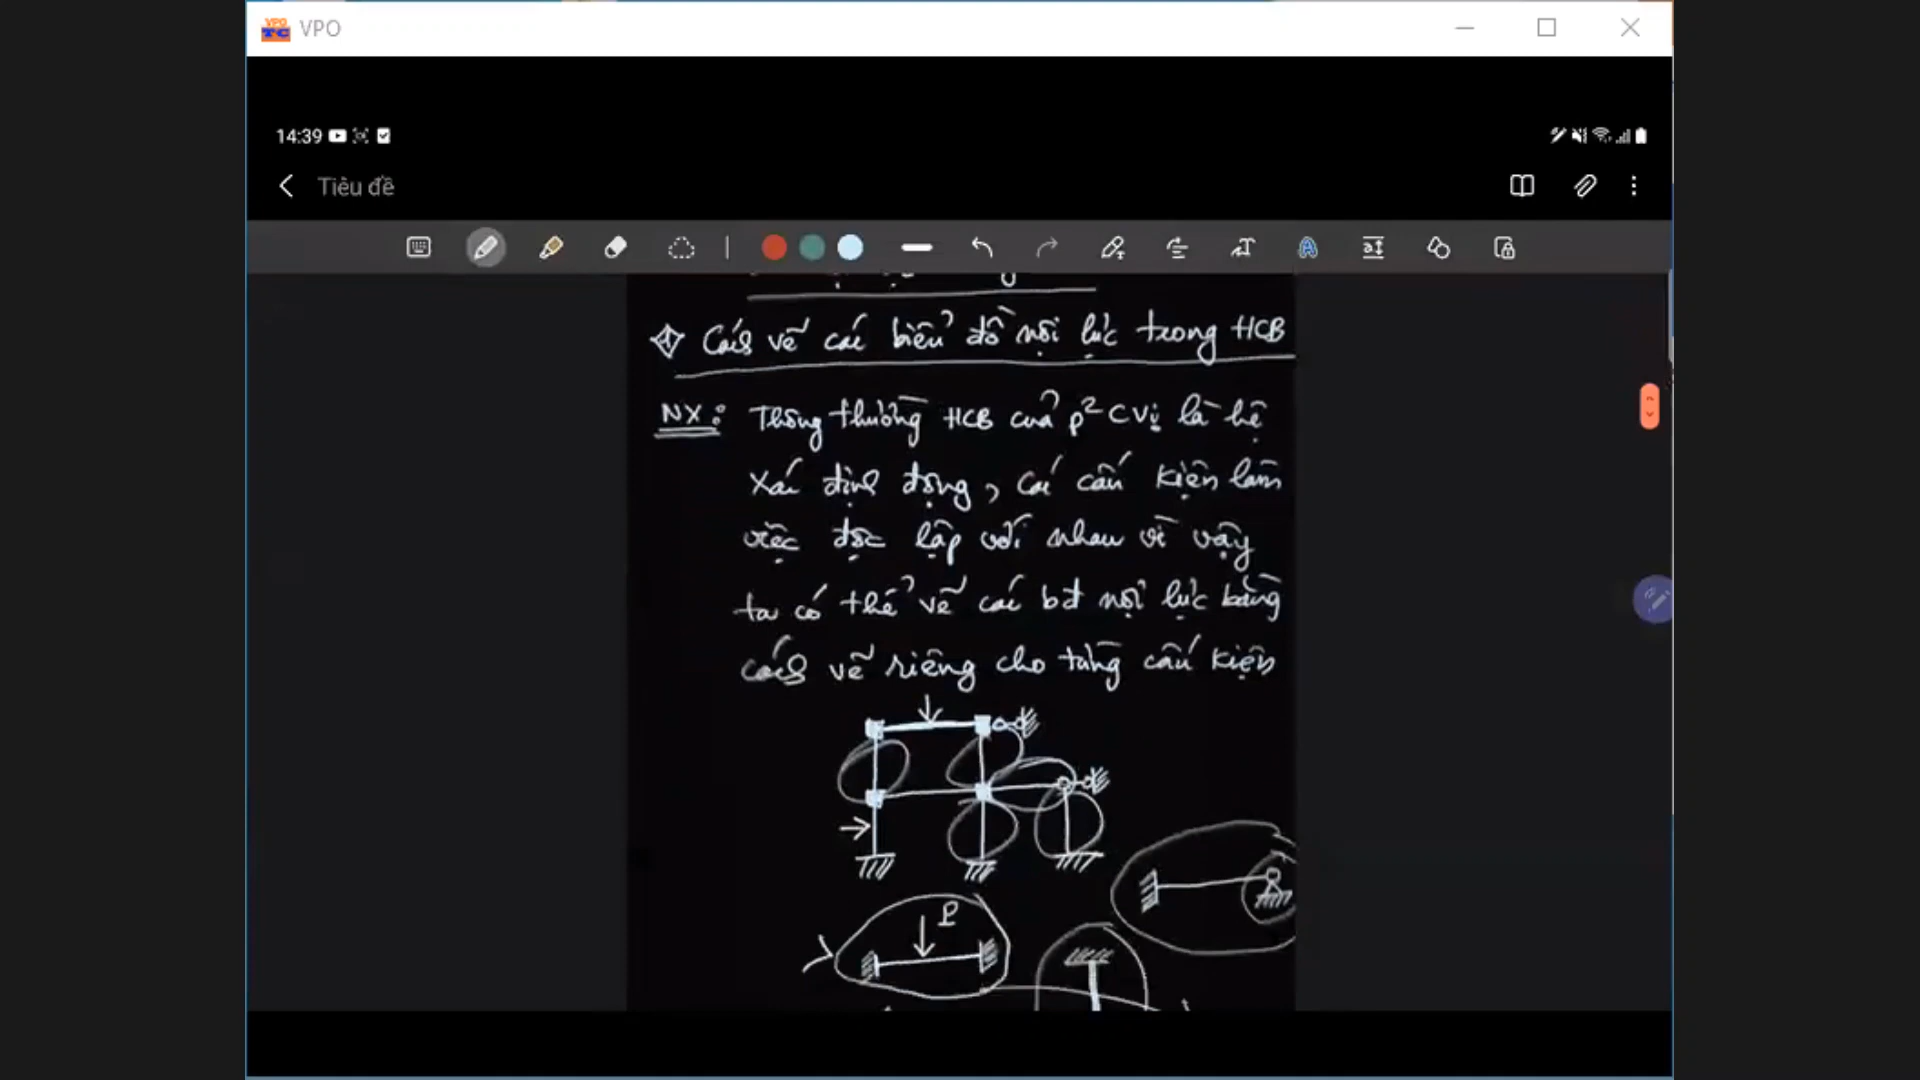 VPO
14:39
Tiêu đề
Cách vẽ các biểu đồ nội lực trong HCB
NX: Thông thường HCB của p² CVị là hệ
xác định động, các cấu kiện làm
việc độc lập với nhau vì vậy
ta có thể vẽ các bđ nội lực bằng
cách vẽ riêng cho từng cấu kiện
P